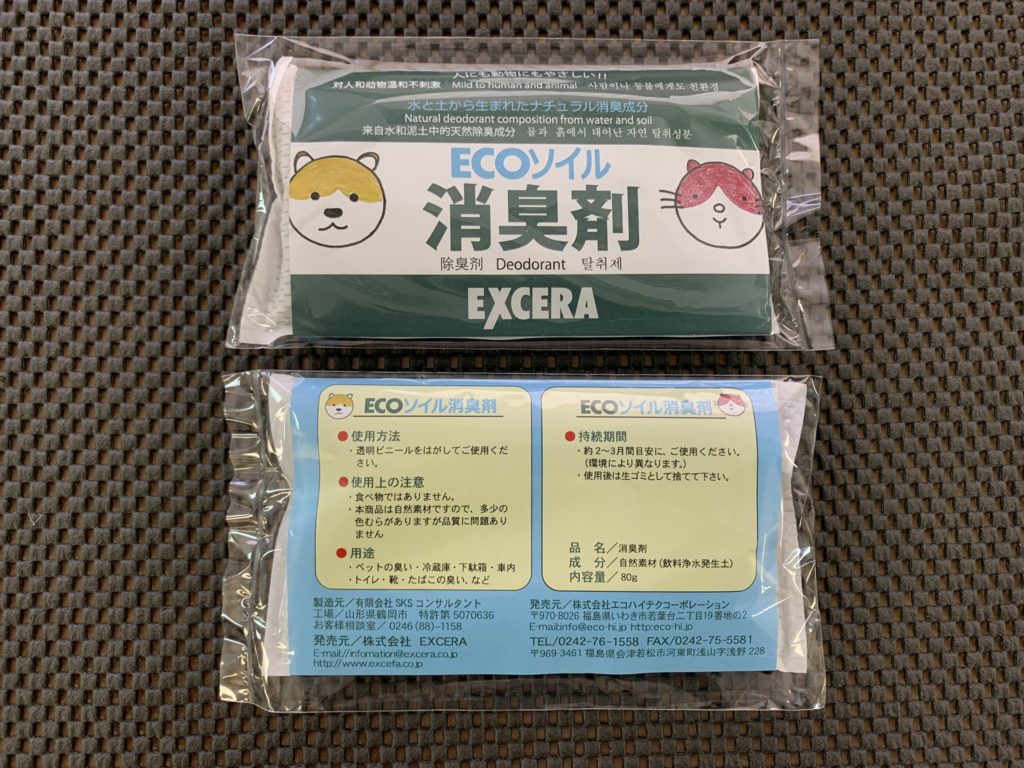 人にも動物にもやさしい!!
对人和动物温和不刺激 Mild to human and animal 사람이나 동물에게도 친환경
水と土から生まれたナチュラル消臭成分
Natural deodorant composition from water and soil
来自水和泥土中的天然除臭成分 물과 흙에서 태어난 자연 탈취성분
ECOソイル
消臭剤
除臭剤 Deodorant 탈취제
EXCERA
ECOソイル消臭剤
●使用方法
・透明ビニールをはがしてご使用くだ
さい。
●使用上の注意
・食べ物ではありません。
・本商品は自然素材ですので、多少の
色むらがありますが品質に問題あり
ません
●用途
・ペットの臭い・冷蔵庫・下駄箱・車内
・トイレ・靴・たばこの臭い、など
ECOソイル消臭剤
●持続期間
・約2〜3月間目安に、ご使用ください。
(環境により異なります。)
・使用後は生ゴミとして捨てて下さい。
品 名/消臭剤
成 分/自然素材(飲料浄水発生土)
内容量/80g
製造元/有限会社 SKS コンサルタント
工場/山形県鶴岡市 特許第5070636
お客様相談室/0246(88)-1158
発売元/株式会社 EXCERA
E-mail://infomation@excera.co.jp
http://www.excefa.co.jp
発売元/株式会社エコハイテクコーポレーション
〒970-8026 福島県いわき市若葉台二丁目19番地の2
E-mail:info@eco-hi.jp http:eco-hi.jp
TEL/0242-76-1558 FAX/0242-75-5581
〒969-3461 福島県会津若松市河東町浅山字浅野 228